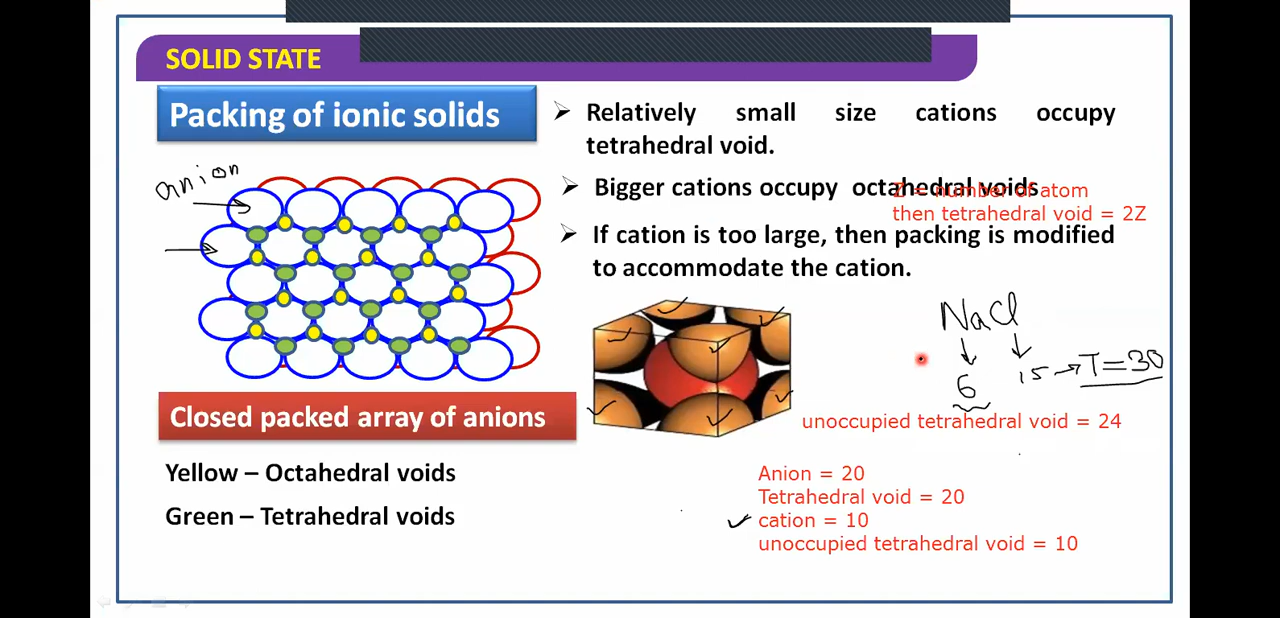 SOLID STATE
Packing of ionic solids
➢ Relatively small size cations occupy
tetrahedral void.
➢ Bigger cations occupy octahedral voids
Z = number of atom
then tetrahedral void = 2Z
➢ If cation is too large, then packing is modified
to accommodate the cation.
anion
NaCl
6
15 → T = 30
unoccupied tetrahedral void = 24
Closed packed array of anions
Yellow – Octahedral voids
Green – Tetrahedral voids
Anion = 20
Tetrahedral void = 20
✓ cation = 10
unoccupied tetrahedral void = 10